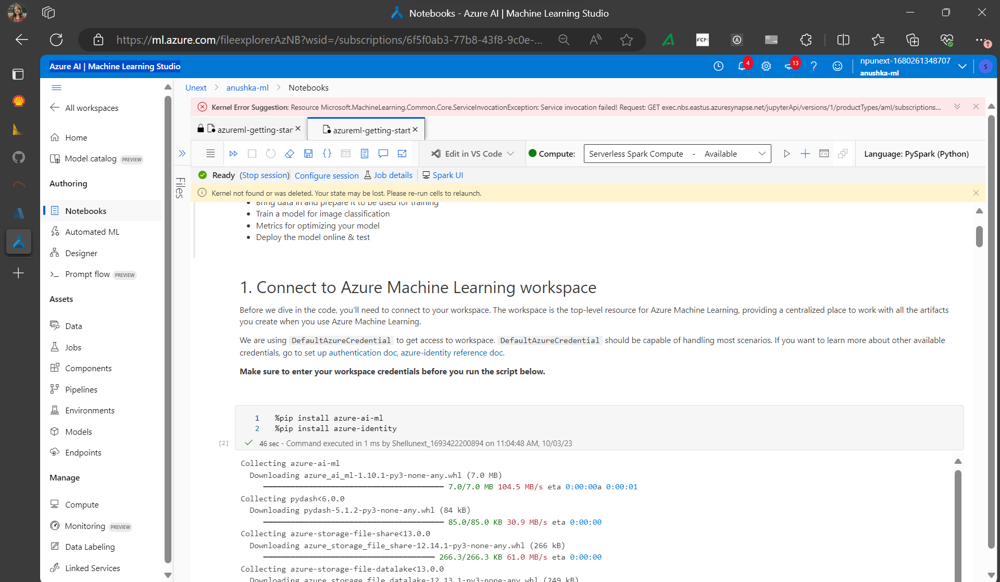 Notebooks - Azure AI | Machine Learning Studio
https://ml.azure.com/fileexplorerAzNB?wsid=/subscriptions/6f5f0ab3-77b8-43f8-9c0e-...
FCM
Azure AI | Machine Learning Studio
4
13
npunext-1680261348707
anushka-ml
S
All workspaces
Home
Model catalog PREVIEW
Authoring
Notebooks
Automated ML
Designer
Prompt flow PREVIEW
Assets
Data
Jobs
Components
Pipelines
Environments
Models
Endpoints
Manage
Compute
Monitoring PREVIEW
Data Labeling
Linked Services
Unext > anushka-ml > Notebooks
Kernel Error Suggestion: Resource Microsoft.MachineLearning.Common.Core.ServiceInvocationException: Service invocation failed! Request: GET exec.nbs.eastus.azuresynapse.net/jupyterApi/versions/1/productTypes/aml/subscriptions...
azureml-getting-star
azureml-getting-start
Edit in VS Code
Compute: Serverless Spark Compute - Available
Language: PySpark (Python)
Files
Ready (Stop session) Configure session Job details Spark UI
Kernel not found or was deleted. Your state may be lost. Please re-run cells to relaunch.
Bring data in and prepare it to be used for training
Train a model for image classification
Metrics for optimizing your model
Deploy the model online & test
1. Connect to Azure Machine Learning workspace
Before we dive in the code, you'll need to connect to your workspace. The workspace is the top-level resource for Azure Machine Learning, providing a centralized place to work with all the artifacts
you create when you use Azure Machine Learning.
We are using DefaultAzureCredential to get access to workspace. DefaultAzureCredential should be capable of handling most scenarios. If you want to learn more about other available
credentials, go to set up authentication doc, azure-identity reference doc.
Make sure to enter your workspace credentials before you run the script below.
1 %pip install azure-ai-ml
2 %pip install azure-identity
[2] 46 sec - Command executed in 1 ms by Shellunext_1693422200894 on 11:04:48 AM, 10/03/23
Collecting azure-ai-ml
Downloading azure_ai_ml-1.10.1-py3-none-any.whl (7.0 MB)
7.0/7.0 MB 104.5 MB/s eta 0:00:00a 0:00:01
Collecting pydash<6.0.0
Downloading pydash-5.1.2-py3-none-any.whl (84 kB)
85.0/85.0 KB 30.9 MB/s eta 0:00:00
Collecting azure-storage-file-share<13.0.0
Downloading azure_storage_file_share-12.14.1-py3-none-any.whl (266 kB)
266.3/266.3 KB 61.0 MB/s eta 0:00:00
Collecting azure-storage-file-datalake<13.0.0
Downloading azure_storage_file_datalake-12.13.1-py3-none-any.whl (249 kB)